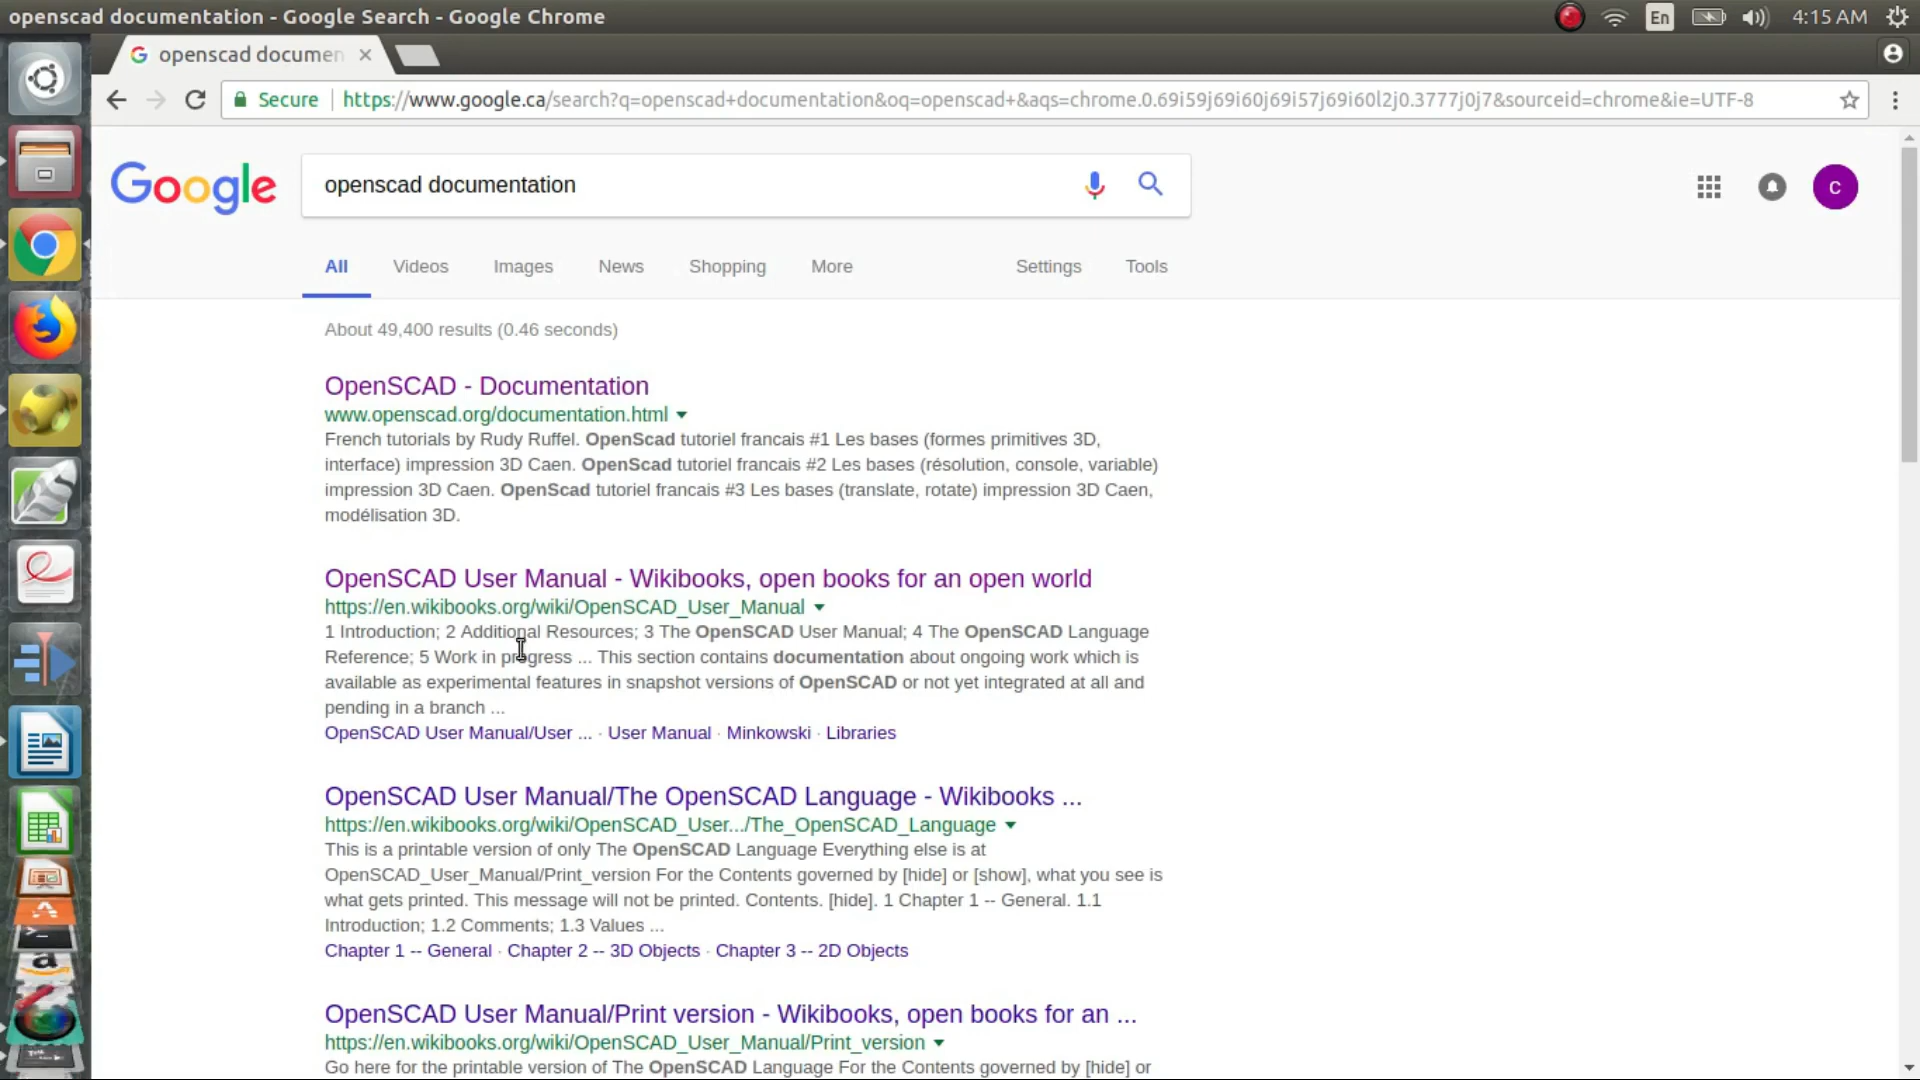 openscad documentation - Google Search - Google Chrome
En
4:15 AM
openscad documen
Secure
https://www.google.ca/search?q=openscad+documentation&oq=openscad+&aqs=chrome.0.69i59j69i60j69i57j69i60l2j0.3777j0j7&sourceid=chrome&ie=UTF-8
Google
openscad documentation
C
All
Videos
Images
News
Shopping
More
Settings
Tools
About 49,400 results (0.46 seconds)
OpenSCAD - Documentation
www.openscad.org/documentation.html
French tutorials by Rudy Ruffel. OpenScad tutoriel francais #1 Les bases (formes primitives 3D,
interface) impression 3D Caen. OpenScad tutoriel francais #2 Les bases (résolution, console, variable)
impression 3D Caen. OpenScad tutoriel francais #3 Les bases (translate, rotate) impression 3D Caen,
modélisation 3D.
OpenSCAD User Manual - Wikibooks, open books for an open world
https://en.wikibooks.org/wiki/OpenSCAD_User_Manual
1 Introduction; 2 Additional Resources; 3 The OpenSCAD User Manual; 4 The OpenSCAD Language
Reference; 5 Work in progress ... This section contains documentation about ongoing work which is
available as experimental features in snapshot versions of OpenSCAD or not yet integrated at all and
pending in a branch ...
OpenSCAD User Manual/User ... · User Manual · Minkowski · Libraries
OpenSCAD User Manual/The OpenSCAD Language - Wikibooks ...
https://en.wikibooks.org/wiki/OpenSCAD_User.../The_OpenSCAD_Language
This is a printable version of only The OpenSCAD Language Everything else is at
OpenSCAD_User_Manual/Print_version For the Contents governed by [hide] or [show], what you see is
what gets printed. This message will not be printed. Contents. [hide]. 1 Chapter 1 -- General. 1.1
Introduction; 1.2 Comments; 1.3 Values ...
Chapter 1 -- General · Chapter 2 -- 3D Objects · Chapter 3 -- 2D Objects
OpenSCAD User Manual/Print version - Wikibooks, open books for an ...
https://en.wikibooks.org/wiki/OpenSCAD_User_Manual/Print_version
Go here for the printable version of The OpenSCAD Language For the Contents governed by [hide] or